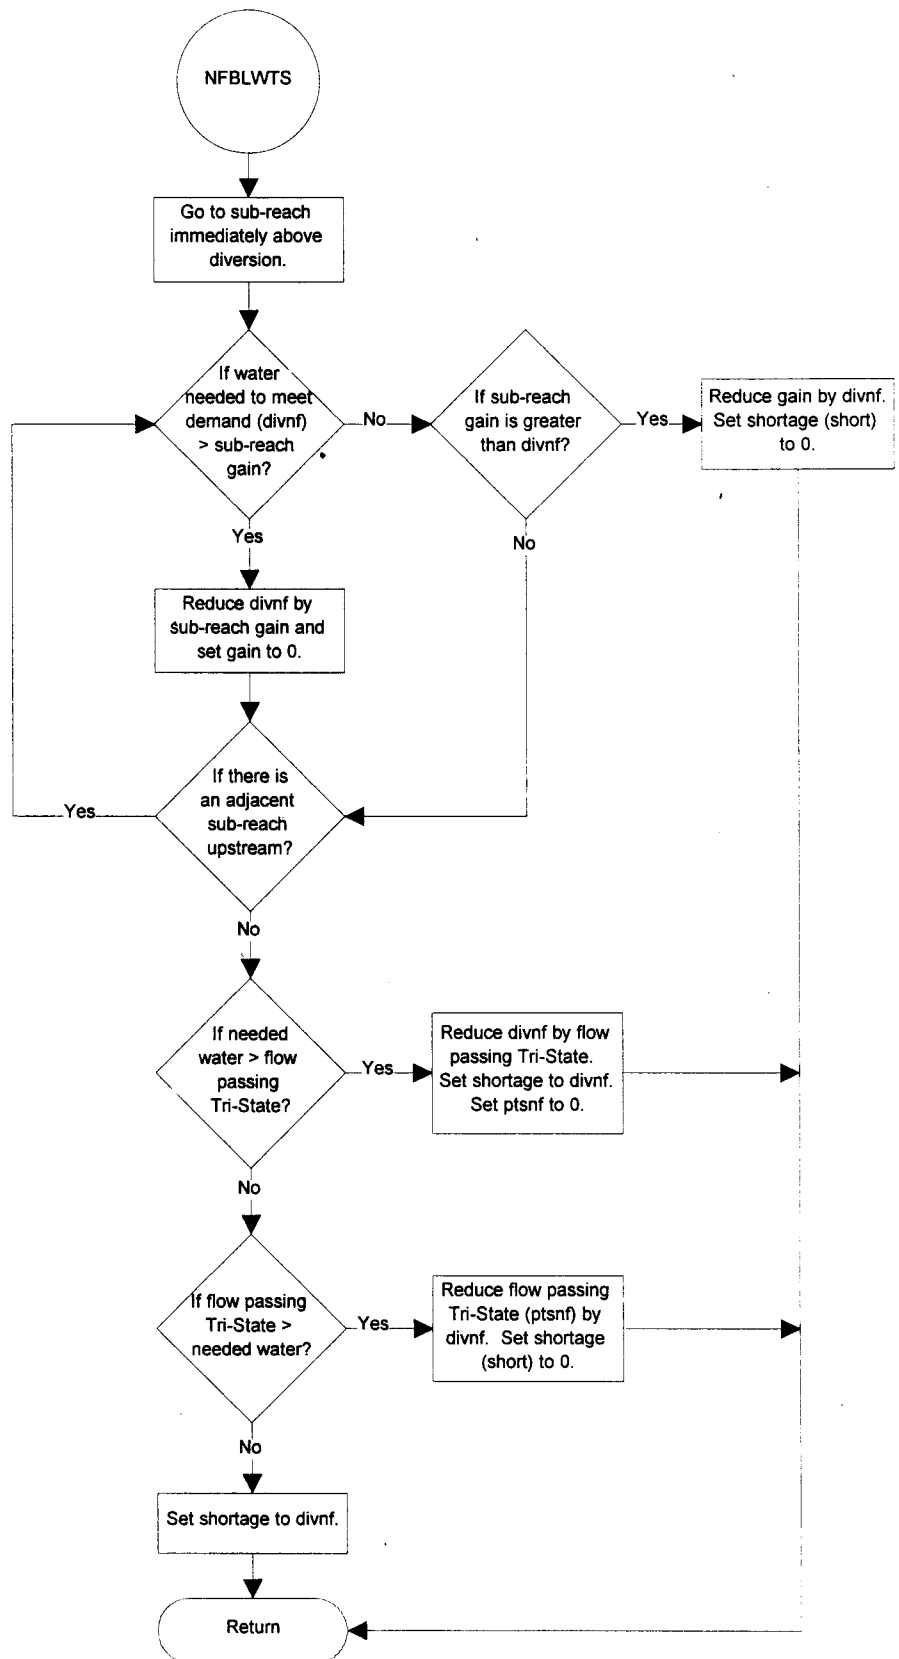 NFBLWTS
Go to sub-reach
immediately above
diversion.
If water
needed to meet
demand (divnf)
> sub-reach
gain?
No
If sub-reach
gain is greater
than divnf?
Yes
Reduce gain by divnf.
Set shortage (short)
to 0.
Yes
No
Reduce divnf by
sub-reach gain and
set gain to 0.
If there is
an adjacent
sub-reach
upstream?
Yes
No
If needed
water > flow
passing
Tri-State?
Yes
Reduce divnf by flow
passing Tri-State.
Set shortage to divnf.
Set ptsnf to 0.
No
If flow passing
Tri-State >
needed water?
Yes
Reduce flow passing
Tri-State (ptsnf) by
divnf. Set shortage
(short) to 0.
No
Set shortage to divnf.
Return